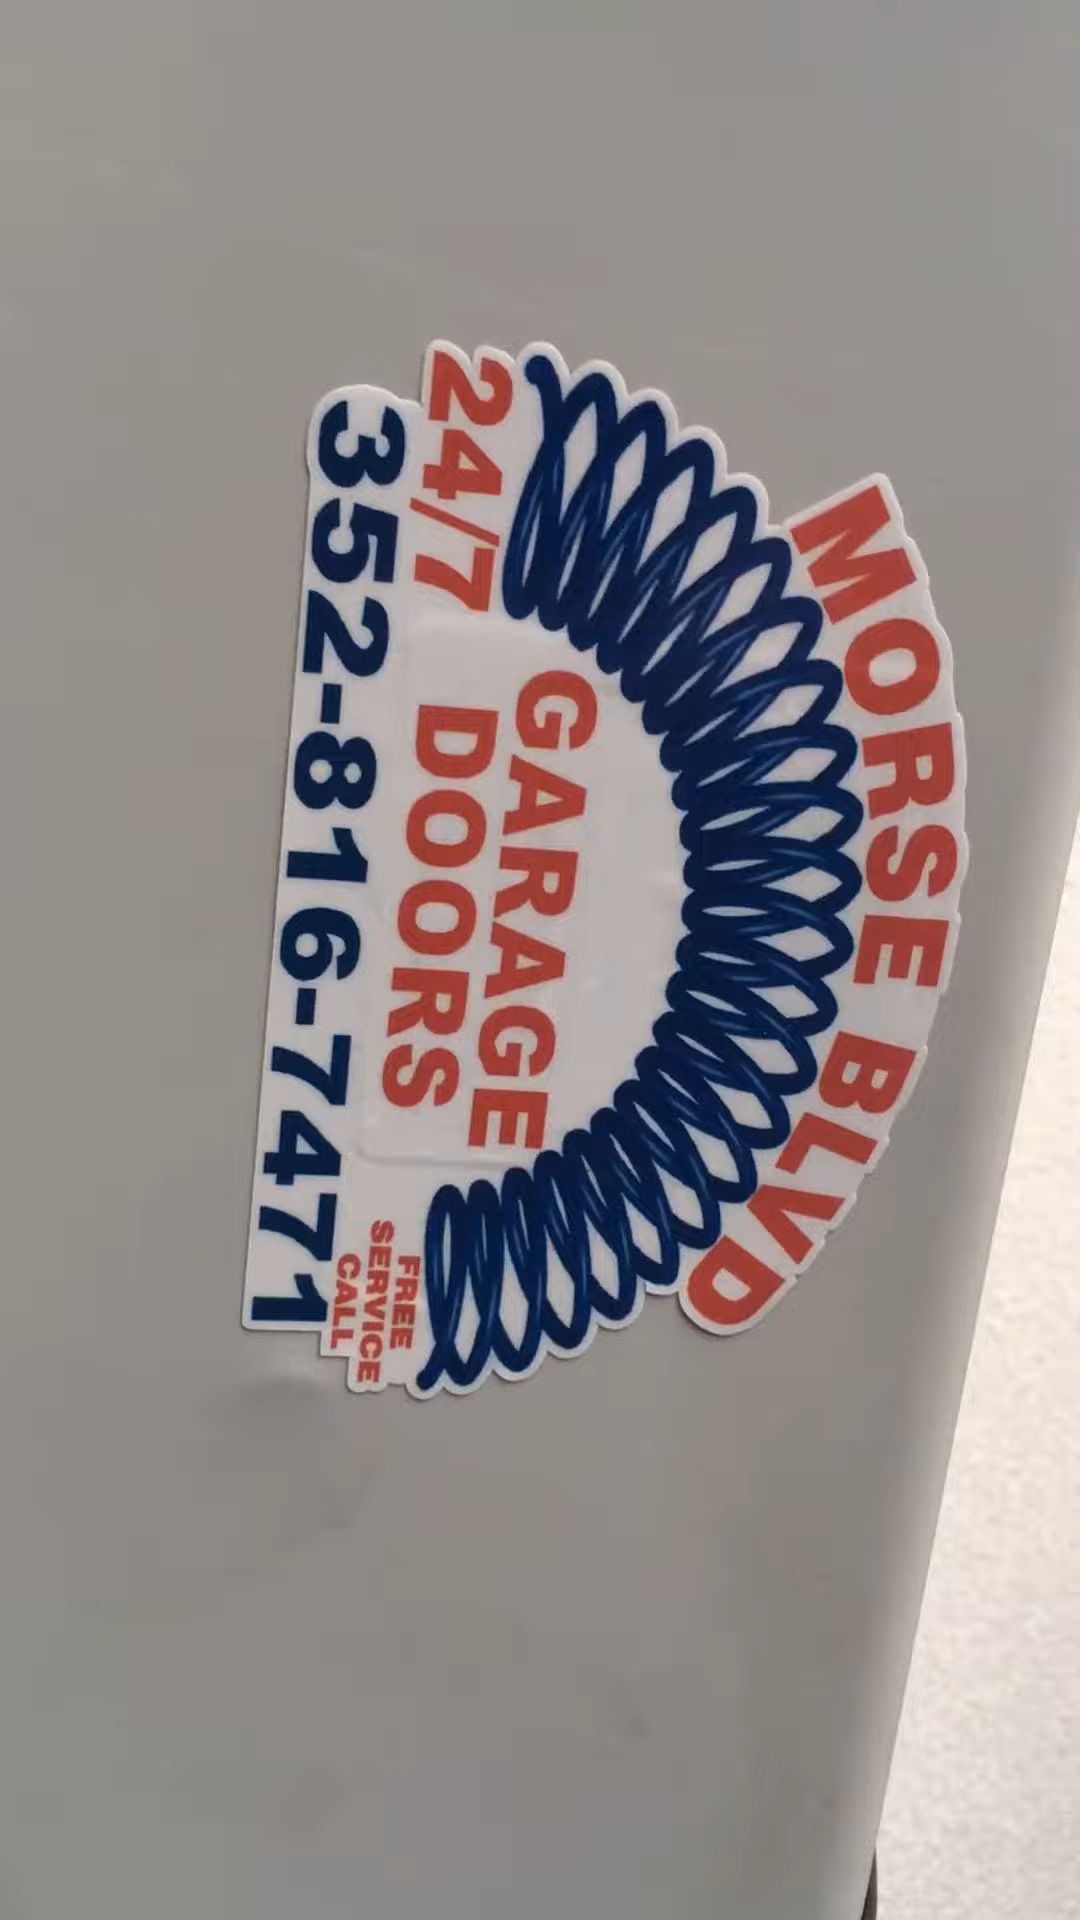 MORSE BLVD
GARAGE
DOORS
24/7
FREE
SERVICE
CALL
352-816-7471